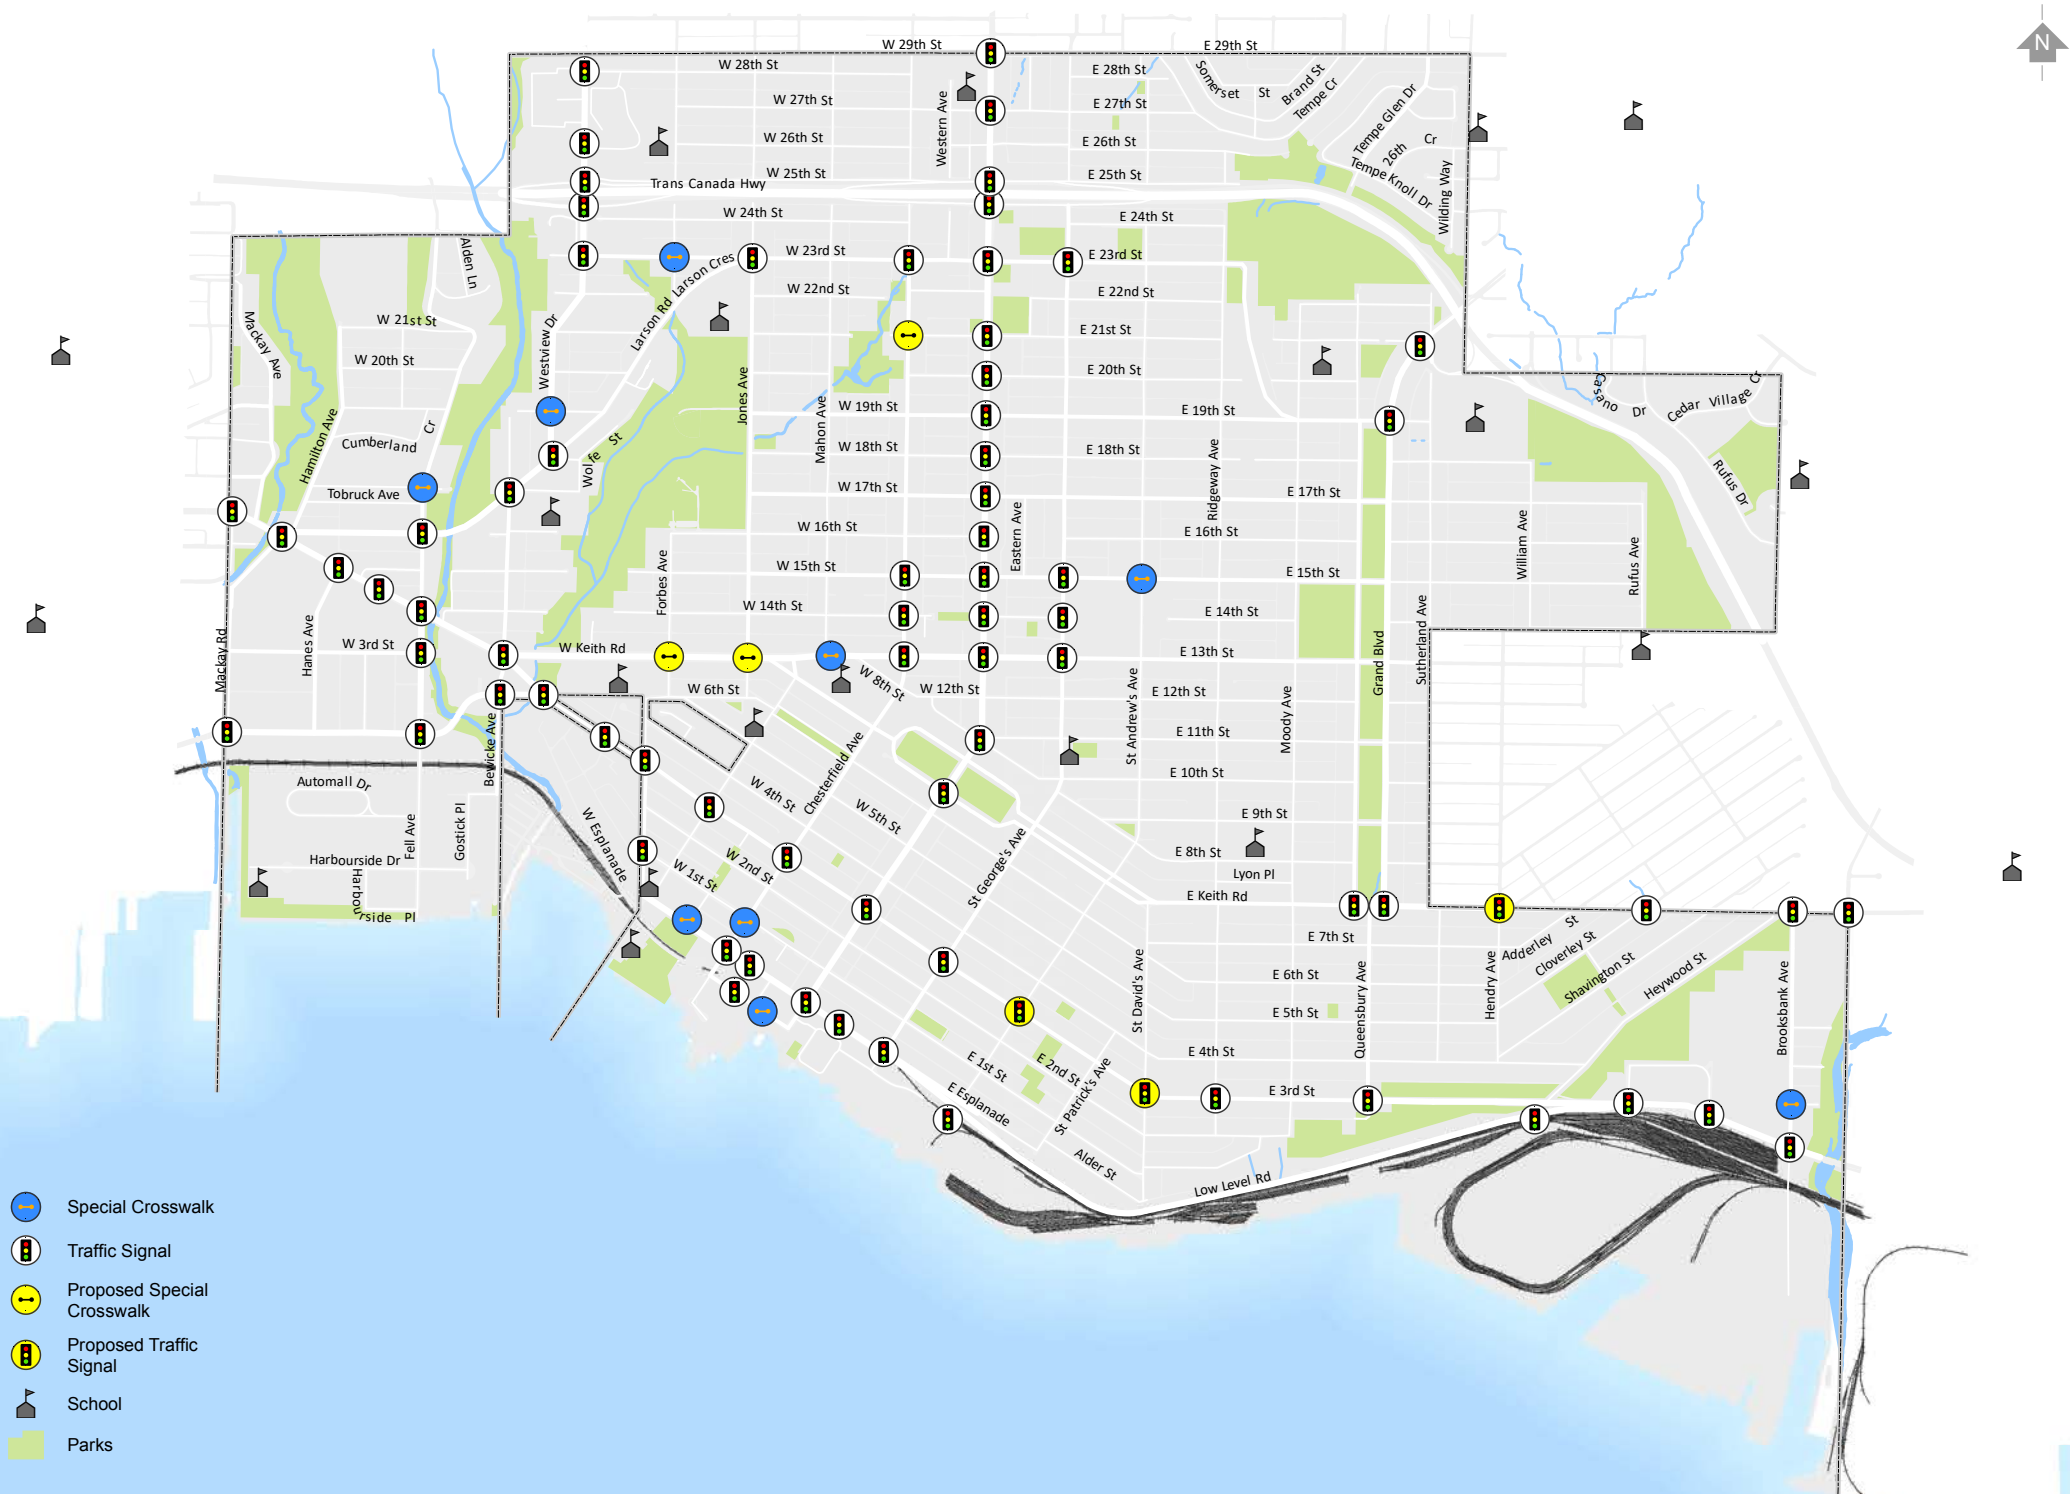 N
W 29th St
E 29th St
W 28th St
E 28th St
Somerset St
Brand St
Tempe Cr
W 27th St
E 27th St
Tempe Glen Dr
Western Ave
W 26th St
E 26th St
26th Cr
W 25th St
E 25th St
Tempe Knoll Dr
Trans Canada Hwy
Wilding Way
W 24th St
E 24th St
Alden Ln
W 23rd St
E 23rd St
Larson Cres
W 22nd St
E 22nd St
Larson Rd
Mackay Ave
W 21st St
E 21st St
Westview Dr
W 20th St
E 20th St
Jones Ave
Casano Dr
Cedar Village Cr
Hamilton Ave
W 19th St
E 19th St
Mahon Ave
Cumberland Cr
W 18th St
E 18th St
Wolfe St
Ridgeway Ave
Rufus Dr
Tobruck Ave
W 17th St
E 17th St
W 16th St
E 16th St
Eastern Ave
William Ave
Rufus Ave
Forbes Ave
W 15th St
E 15th St
W 14th St
E 14th St
Sutherland Ave
Hanes Ave
W 3rd St
W Keith Rd
E 13th St
Mackay Rd
Grand Blvd
W 8th St
W 6th St
W 12th St
E 12th St
St Andrew's Ave
Moody Ave
E 11th St
Bewicke Ave
Chesterfield Ave
E 10th St
Automall Dr
W 4th St
W 5th St
E 9th St
Gostick Pl
Fell Ave
W Esplanade
E 8th St
Harbourside Dr
W 2nd St
W 1st St
St George's Ave
Lyon Pl
Harbourside Pl
E Keith Rd
E 7th St
Adderley St
Cloverley St
Shavington St
Heywood St
E 6th St
St David's Ave
Queensbury Ave
Hendry Ave
Brooksbank Ave
E 5th St
E 4th St
E 1st St
E 2nd St
St Patrick's Ave
E Esplanade
E 3rd St
Alder St
Low Level Rd
Special Crosswalk
Traffic Signal
Proposed Special
Crosswalk
Proposed Traffic
Signal
School
Parks